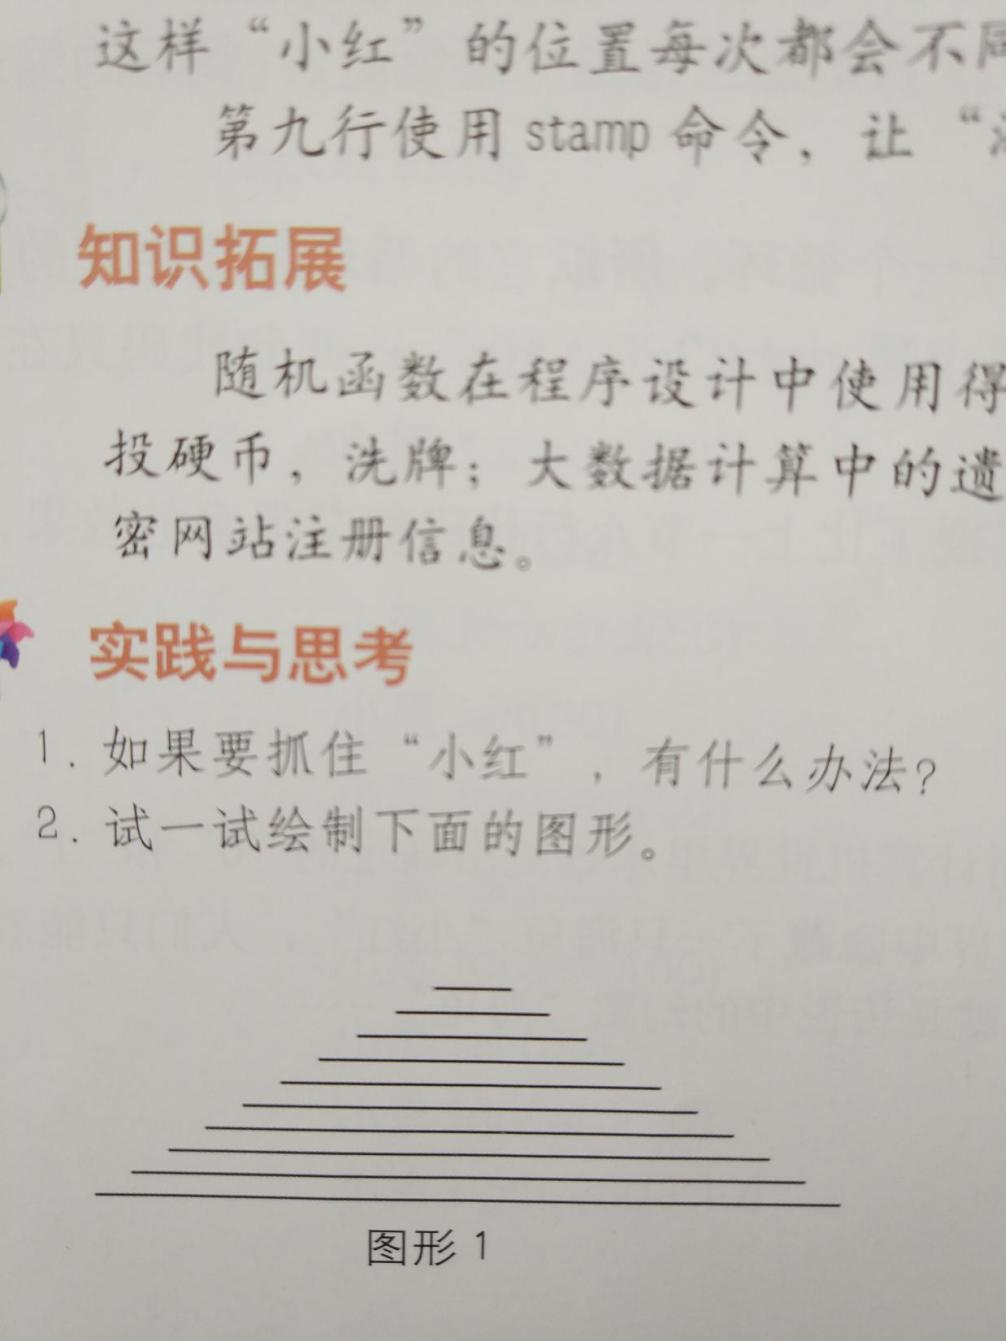 这样“小红”的位置每次都会不同
第九行使用 stamp 命令，让“
知识拓展
随机函数在程序设计中使用得
投硬币，洗牌；大数据计算中的遗
密网站注册信息。
实践与思考
1. 如果要抓住“小红”，有什么办法？
2. 试一试绘制下面的图形。
图形 1